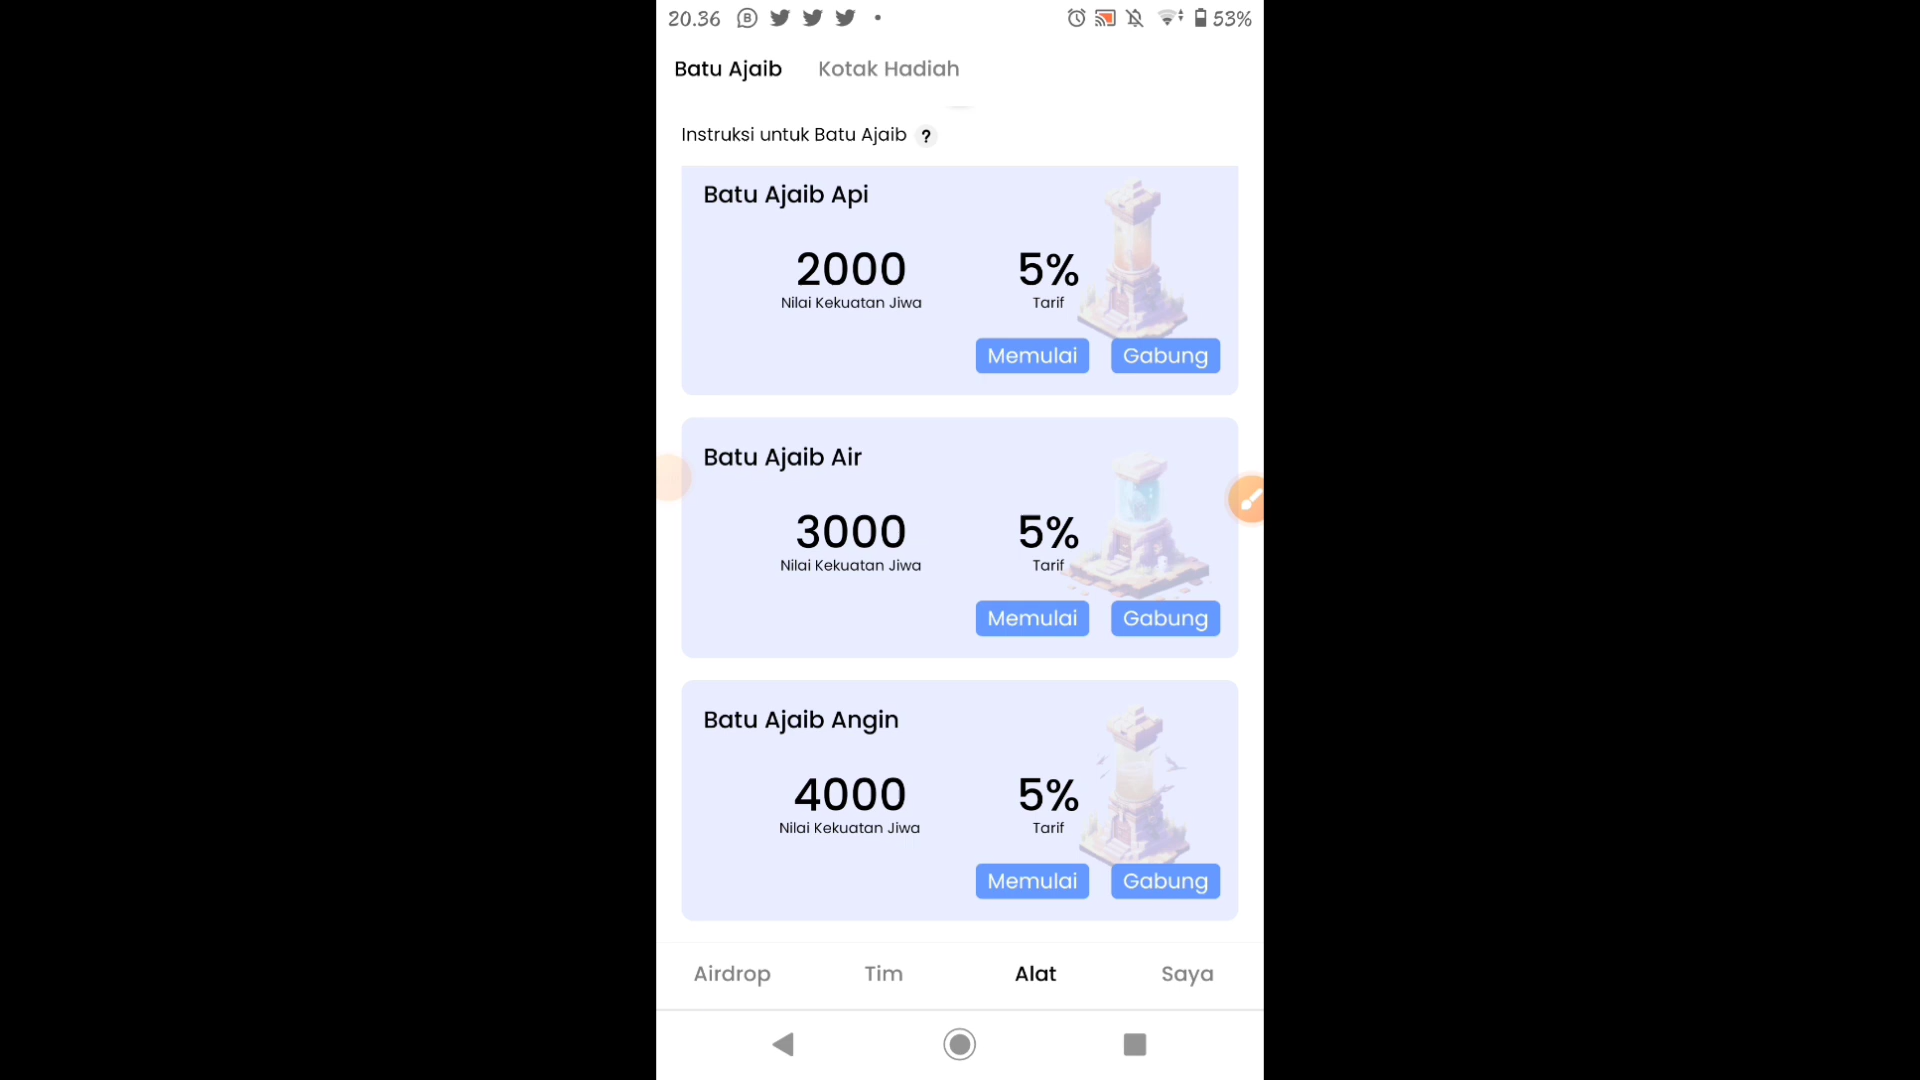 20.36
53%
Batu Ajaib Kotak Hadiah
Instruksi untuk Batu Ajaib ?
Batu Ajaib Api
2000 5%
Nilai Kekuatan Jiwa Tarif
Memulai Gabung
Batu Ajaib Air
3000 5%
Nilai Kekuatan Jiwa Tarif
Memulai Gabung
Batu Ajaib Angin
4000 5%
Nilai Kekuatan Jiwa Tarif
Memulai Gabung
Airdrop Tim Alat Saya